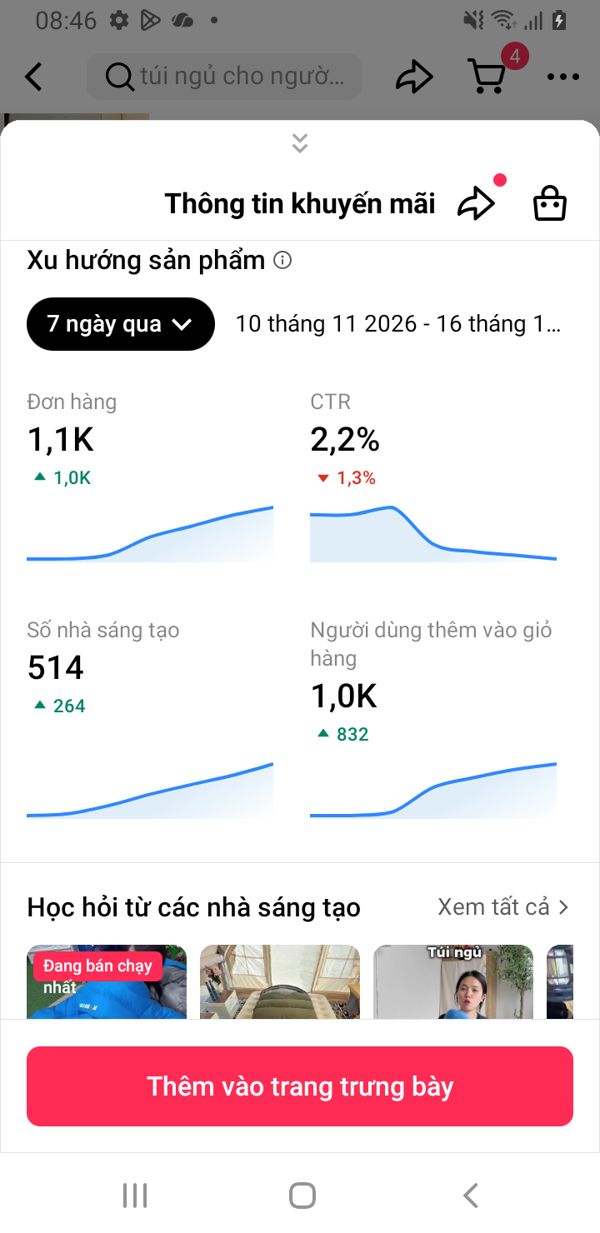 08:46
túi ngủ cho ngườ...
4
Thông tin khuyến mãi
Xu hướng sản phẩm
7 ngày qua
10 tháng 11 2026 - 16 tháng 1...
Đơn hàng
1,1K
1,0K
CTR
2,2%
1,3%
Số nhà sáng tạo
514
264
Người dùng thêm vào giỏ
hàng
1,0K
832
Học hỏi từ các nhà sáng tạo
Xem tất cả
Đang bán chạy
nhất
Túi ngủ
Thêm vào trang trưng bày